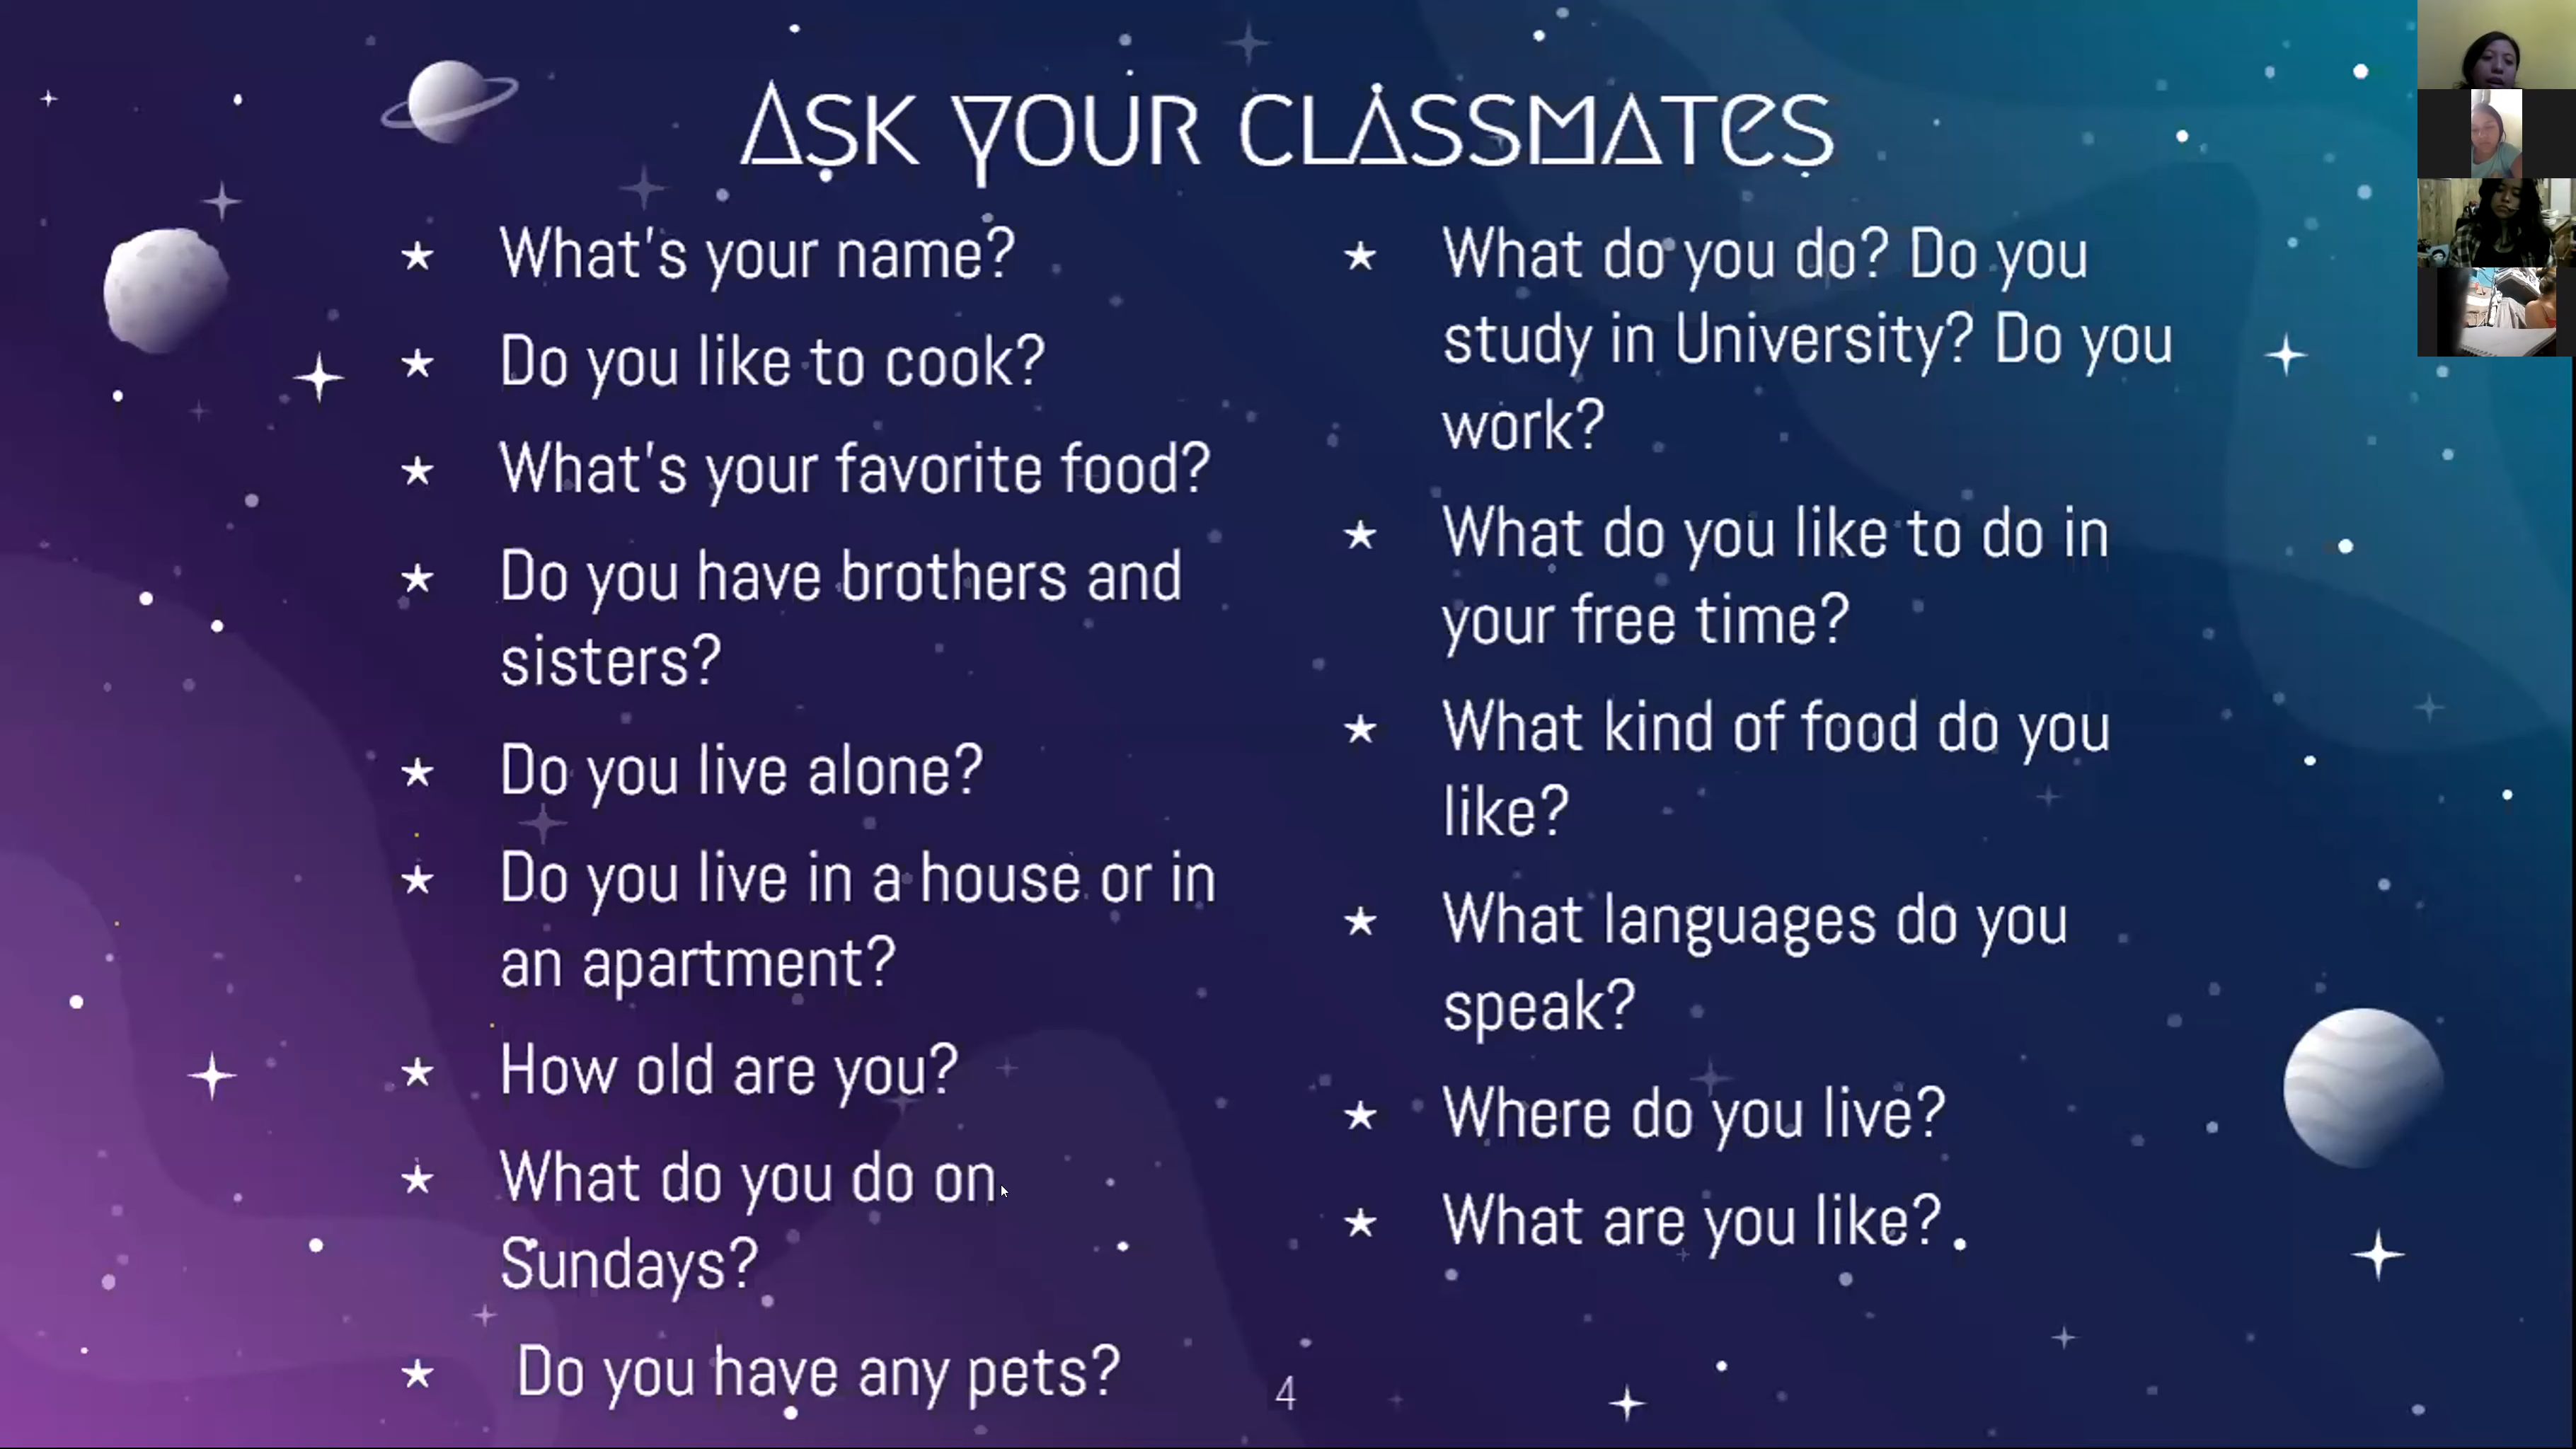 ASK YOUR CLASSMATES
★ What's your name?
★ Do you like to cook?
★ What's your favorite food?
★ Do you have brothers and
sisters?
★ Do you live alone?
★ Do you live in a house or in
an apartment?
★ How old are you?
★ What do you do on
Sundays?
★ Do you have any pets?
★ What do you do? Do you
study in University? Do you
work?
★ What do you like to do in
your free time?
★ What kind of food do you
like?
★ What languages do you
speak?
★ Where do you live?
★ What are you like?
4